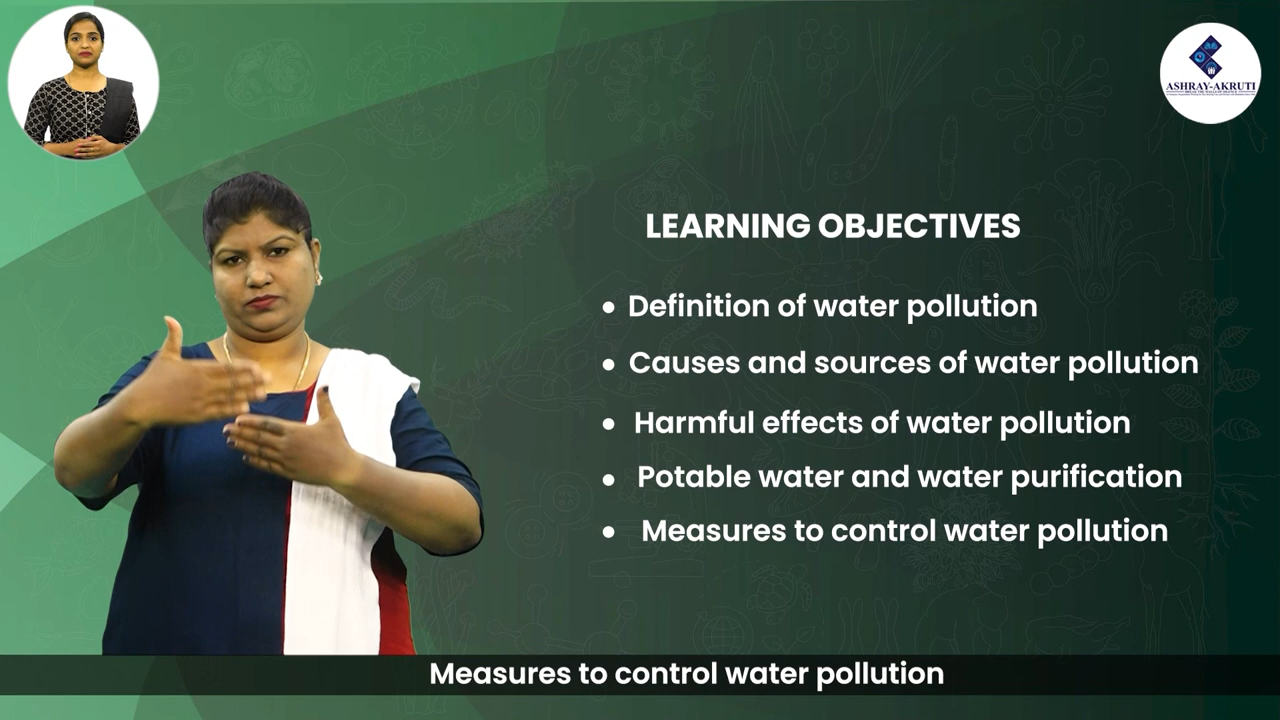 ASHRAY-AKRUTI
LEARNING OBJECTIVES
• Definition of water pollution
• Causes and sources of water pollution
• Harmful effects of water pollution
• Potable water and water purification
• Measures to control water pollution
Measures to control water pollution